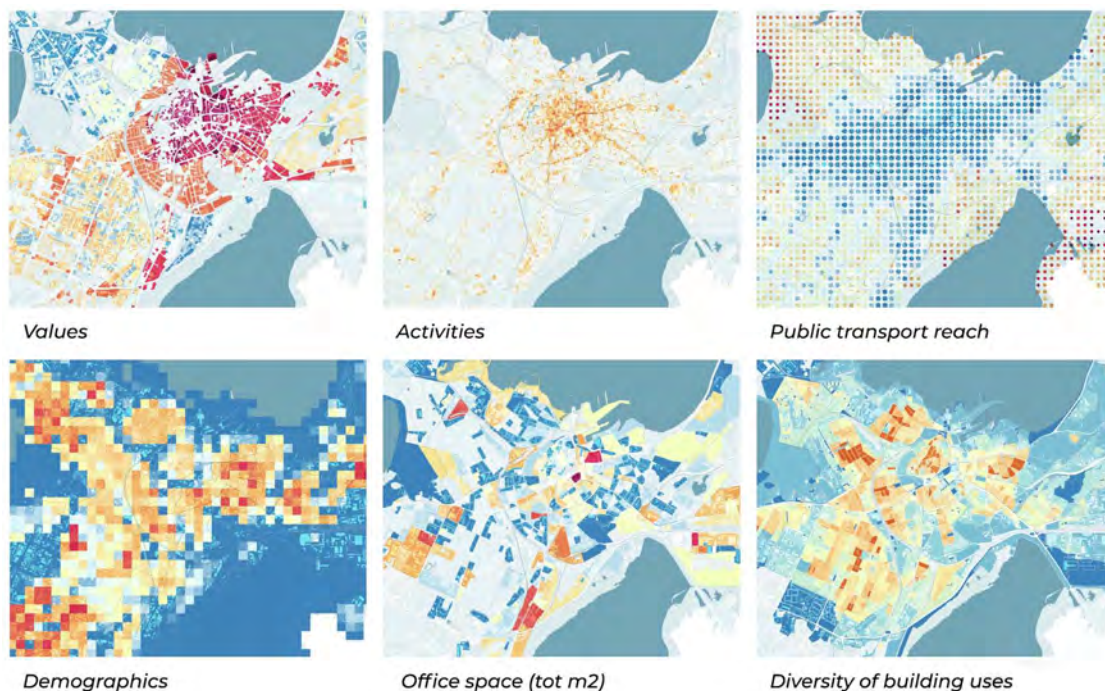 Values
Activities
Public transport reach
Demographics
Office space (tot m2)
Diversity of building uses